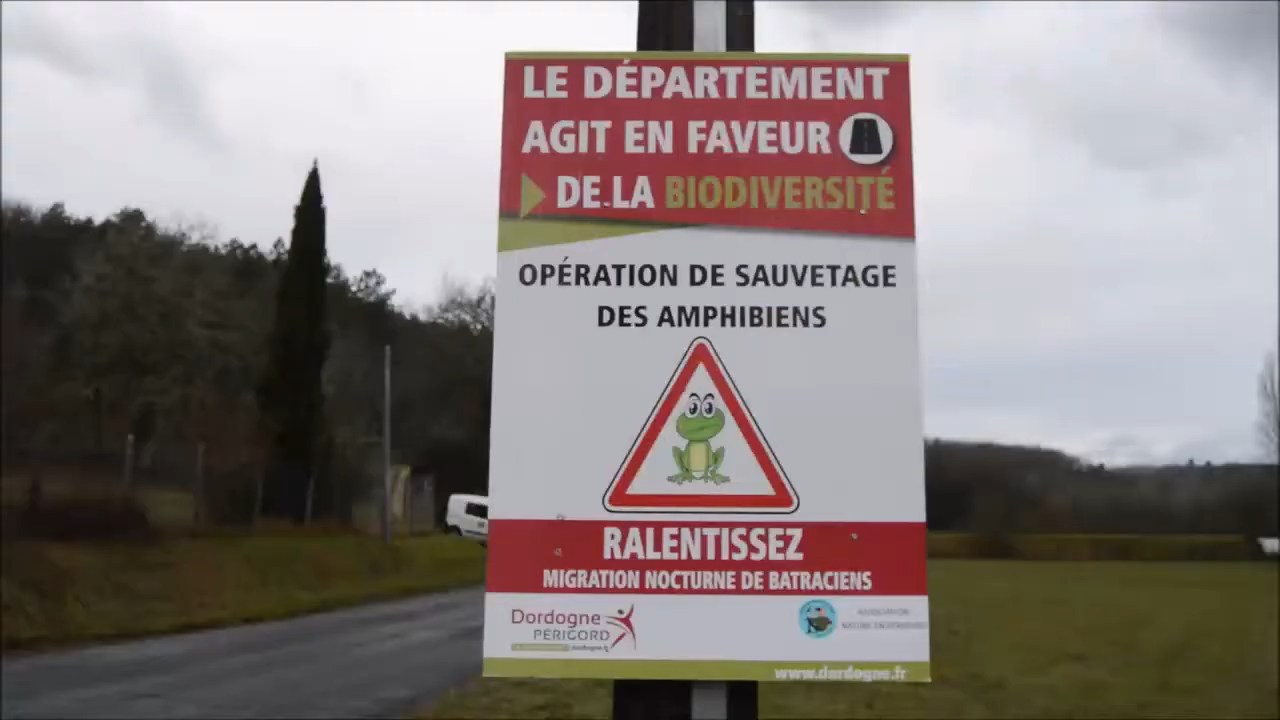 LE DÉPARTEMENT
AGIT EN FAVEUR
DE LA BIODIVERSITÉ
OPÉRATION DE SAUVETAGE
DES AMPHIBIENS
RALENTISSEZ
MIGRATION NOCTURNE DE BATRACIENS
Dordogne
PÉRIGORD
ASSOCIATION
www.dordogne.fr